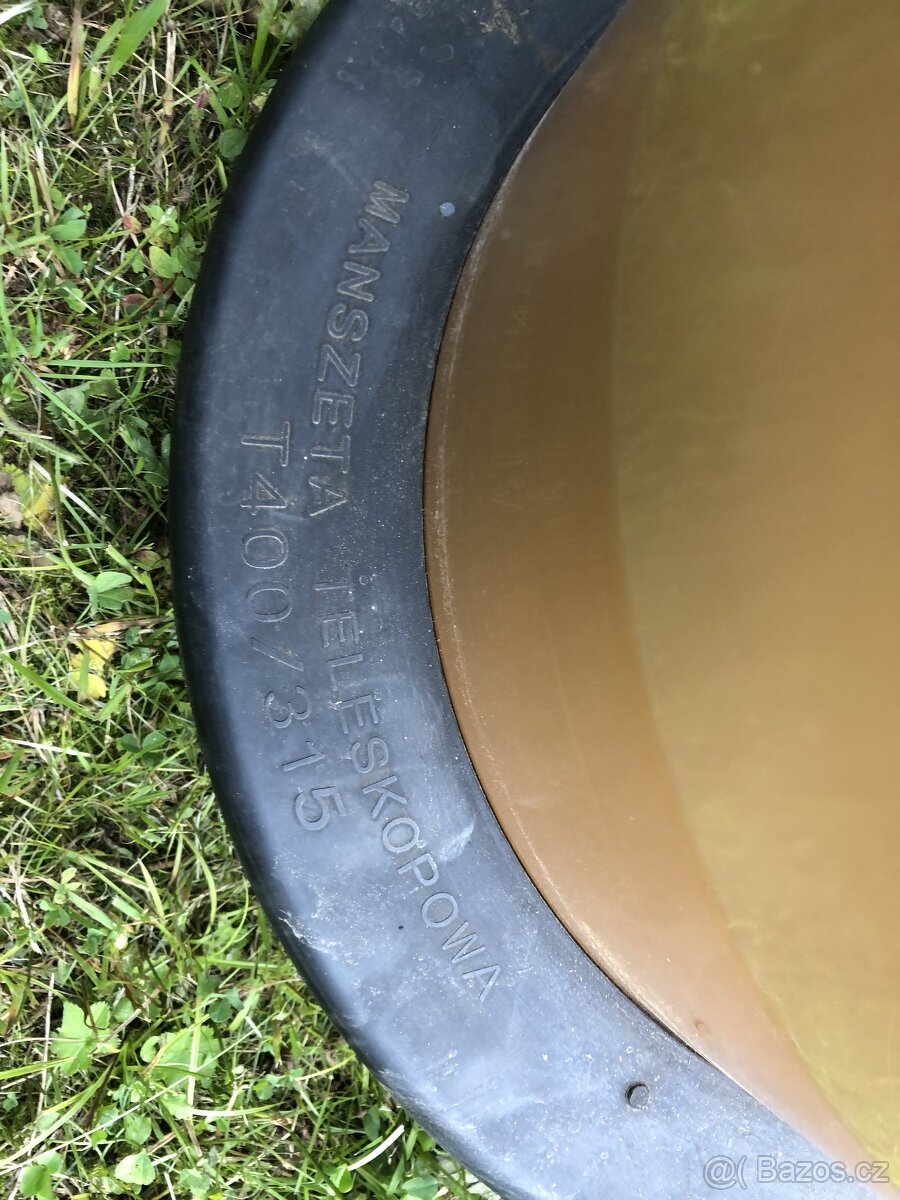 MANSZETA TELESKOPOWA
T400/315
@( Bazos.cz